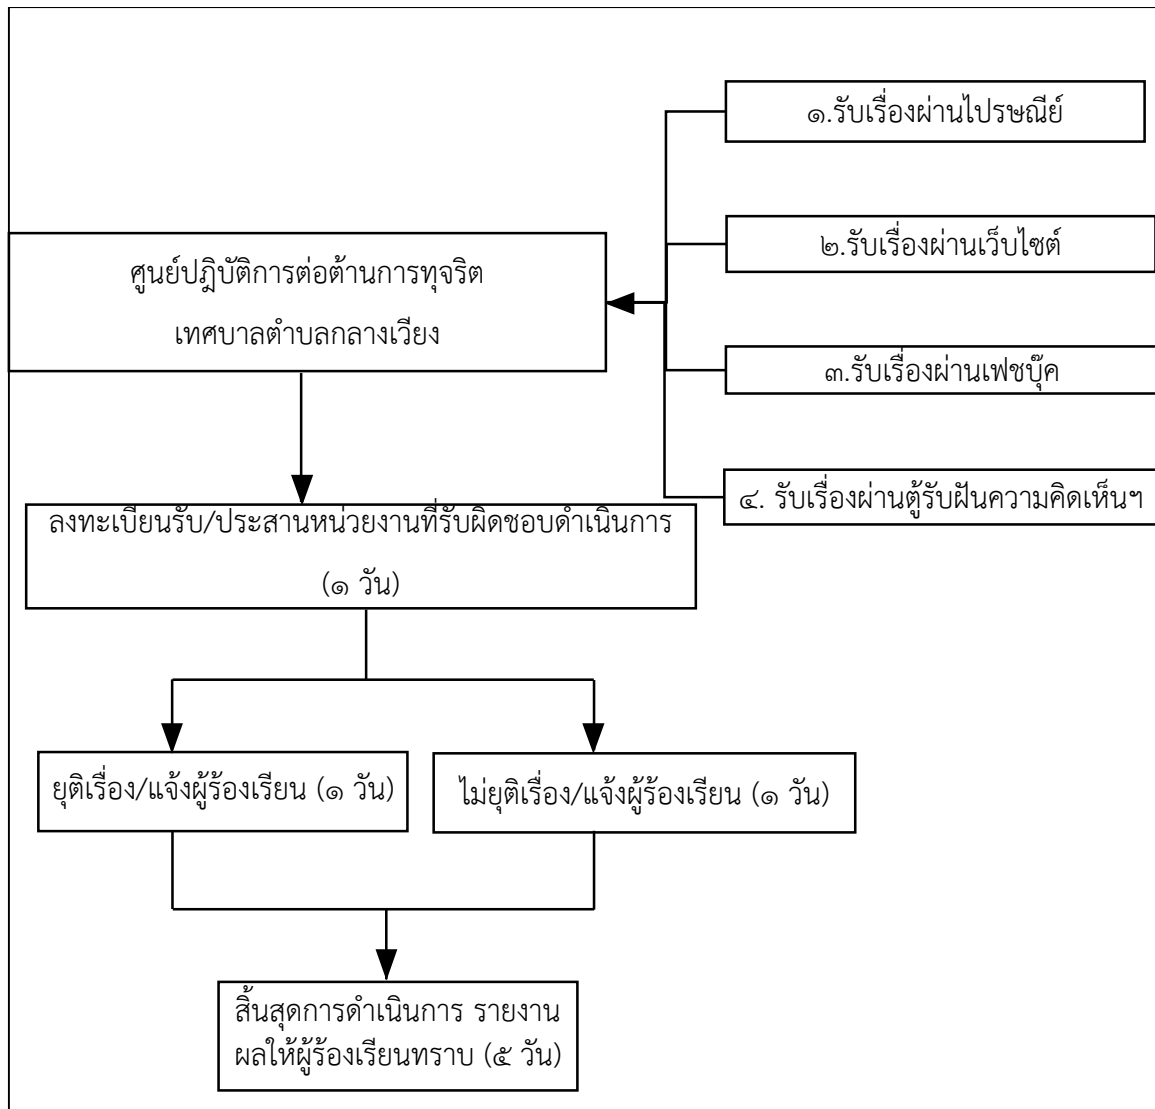 ๑.รับเรื่องผ่านไปรษณีย์
๒.รับเรื่องผ่านเว็บไซต์
ศูนย์ปฏิบัติการต่อต้านการทุจริต
เทศบาลตำบลกลางเวียง
๓.รับเรื่องผ่านเฟชบุ๊ค
๔. รับเรื่องผ่านตู้รับฝันความคิดเห็นฯ
ลงทะเบียนรับ/ประสานหน่วยงานที่รับผิดชอบดำเนินการ
(๑ วัน)
ยุติเรื่อง/แจ้งผู้ร้องเรียน (๑ วัน)
ไม่ยุติเรื่อง/แจ้งผู้ร้องเรียน (๑ วัน)
สิ้นสุดการดำเนินการ รายงาน
ผลให้ผู้ร้องเรียนทราบ (๕ วัน)